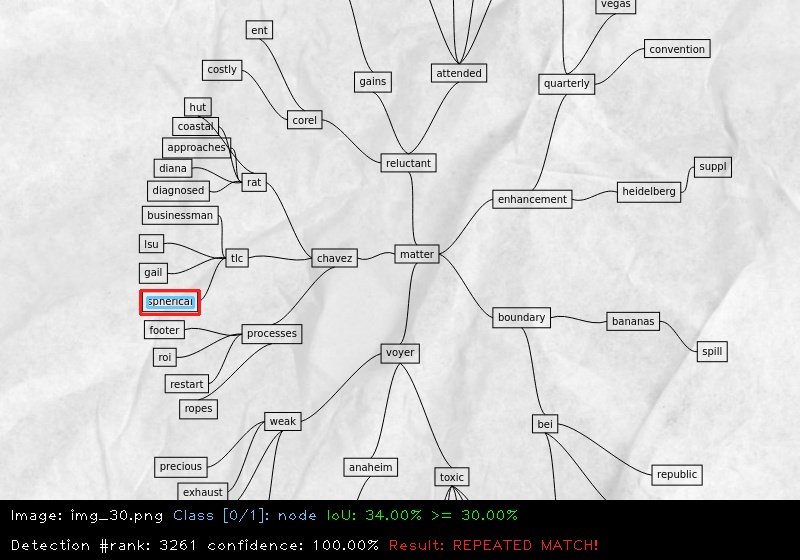 vegas
ent
convention
costly
gains
attended
quarterly
hut
corel
coastal
approaches
reluctant
diana
suppl
rat
diagnosed
heidelberg
enhancement
businessman
lsu
matter
tlc
chavez
gail
spherical
boundary
bananas
footer
processes
voyer
spill
roi
restart
ropes
weak
bei
precious
anaheim
republic
toxic
exhaust
Image: img_30.png Class [0/1]: node IoU: 34.00% >= 30.00%
Detection #rank: 3261 confidence: 100.00% Result: REPEATED MATCH!